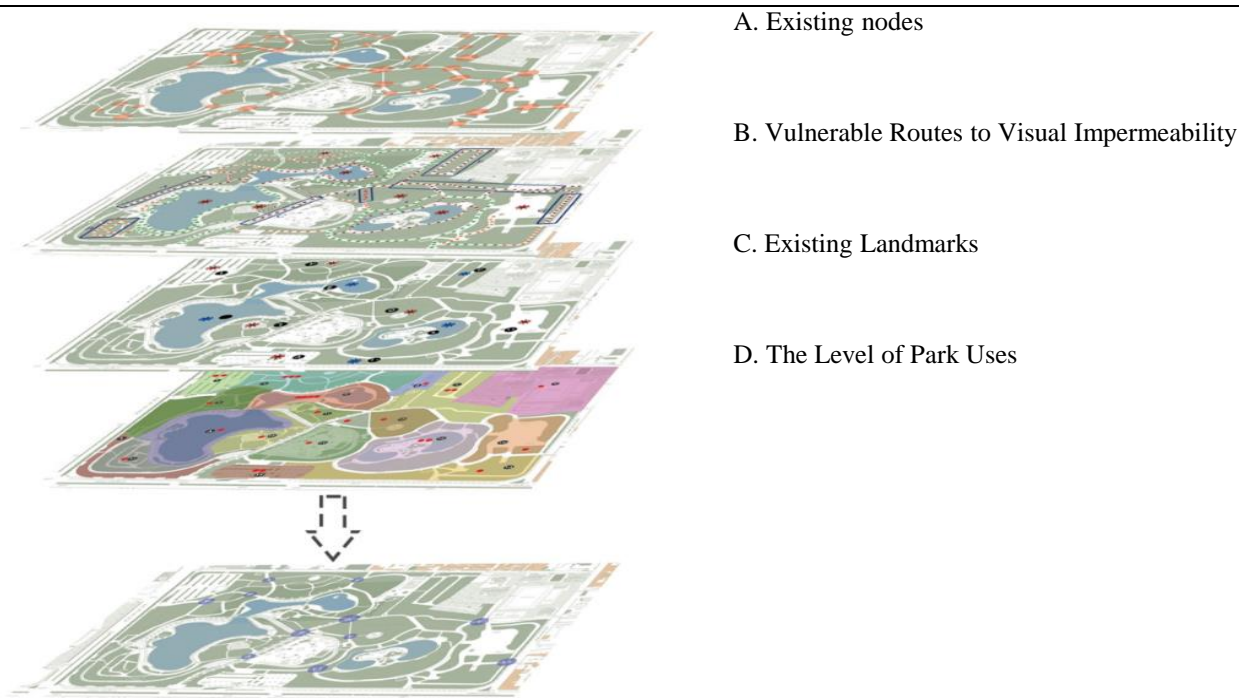 A. Existing nodes
B. Vulnerable Routes to Visual Impermeability
C. Existing Landmarks
D. The Level of Park Uses